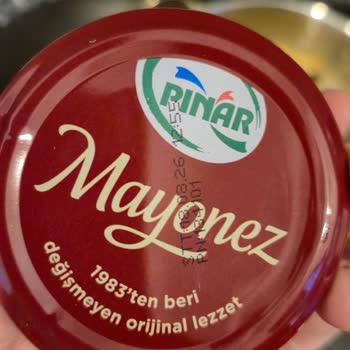 PINAR
Mayonez
1983'ten beri
değişmeyen orijinal lezzet